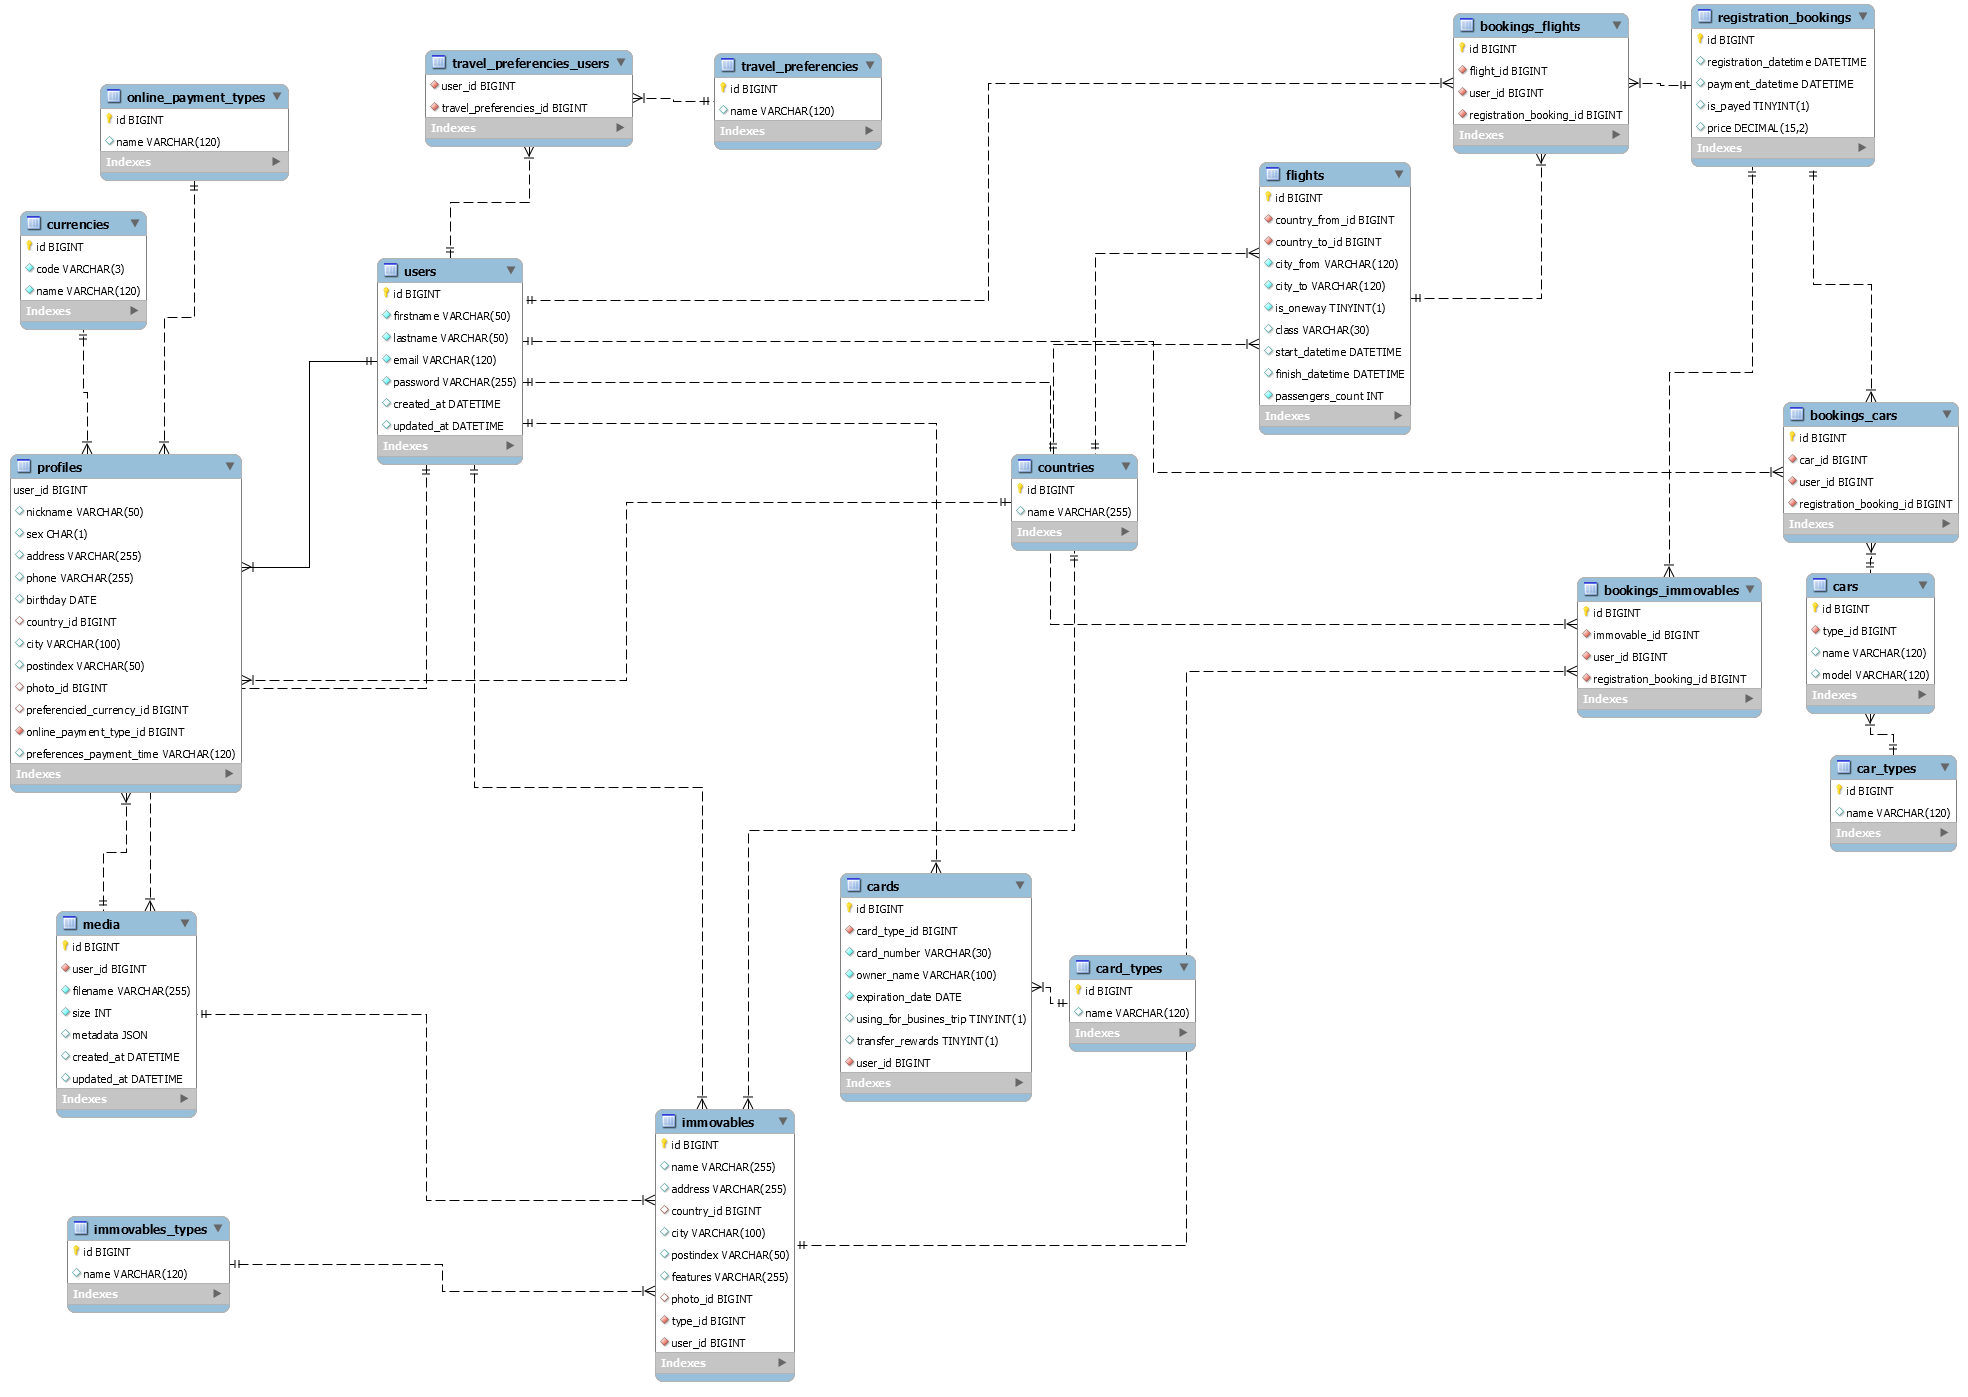 online_payment_types
id BIGINT
name VARCHAR(120)
Indexes
travel_preferencies_users
user_id BIGINT
travel_preferencies_id BIGINT
Indexes
travel_preferencies
id BIGINT
name VARCHAR(120)
Indexes
bookings_flights
id BIGINT
flight_id BIGINT
user_id BIGINT
registration_booking_id BIGINT
Indexes
registration_bookings
id BIGINT
registration_datetime DATETIME
payment_datetime DATETIME
is_payed TINYINT(1)
price DECIMAL(15,2)
Indexes
currencies
id BIGINT
code VARCHAR(3)
name VARCHAR(120)
Indexes
users
id BIGINT
firstname VARCHAR(50)
lastname VARCHAR(50)
email VARCHAR(120)
password VARCHAR(255)
created_at DATETIME
updated_at DATETIME
Indexes
flights
id BIGINT
country_from_id BIGINT
country_to_id BIGINT
city_from VARCHAR(120)
city_to VARCHAR(120)
is_oneway TINYINT(1)
class VARCHAR(30)
start_datetime DATETIME
finish_datetime DATETIME
passengers_count INT
Indexes
profiles
user_id BIGINT
nickname VARCHAR(50)
sex CHAR(1)
address VARCHAR(255)
phone VARCHAR(255)
birthday DATE
country_id BIGINT
city VARCHAR(100)
postindex VARCHAR(50)
photo_id BIGINT
preferencied_currency_id BIGINT
online_payment_type_id BIGINT
preferences_payment_time VARCHAR(120)
Indexes
countries
id BIGINT
name VARCHAR(255)
Indexes
bookings_cars
id BIGINT
car_id BIGINT
user_id BIGINT
registration_booking_id BIGINT
Indexes
bookings_immovables
id BIGINT
immovable_id BIGINT
user_id BIGINT
registration_booking_id BIGINT
Indexes
cars
id BIGINT
type_id BIGINT
name VARCHAR(120)
model VARCHAR(120)
Indexes
car_types
id BIGINT
name VARCHAR(120)
Indexes
media
id BIGINT
user_id BIGINT
filename VARCHAR(255)
size INT
metadata JSON
created_at DATETIME
updated_at DATETIME
Indexes
cards
id BIGINT
card_type_id BIGINT
card_number VARCHAR(30)
owner_name VARCHAR(100)
expiration_date DATE
using_for_busines_trip TINYINT(1)
transfer_rewards TINYINT(1)
user_id BIGINT
Indexes
card_types
id BIGINT
name VARCHAR(120)
Indexes
immovables
id BIGINT
name VARCHAR(255)
address VARCHAR(255)
country_id BIGINT
city VARCHAR(100)
postindex VARCHAR(50)
features VARCHAR(255)
photo_id BIGINT
type_id BIGINT
user_id BIGINT
Indexes
immovables_types
id BIGINT
name VARCHAR(120)
Indexes